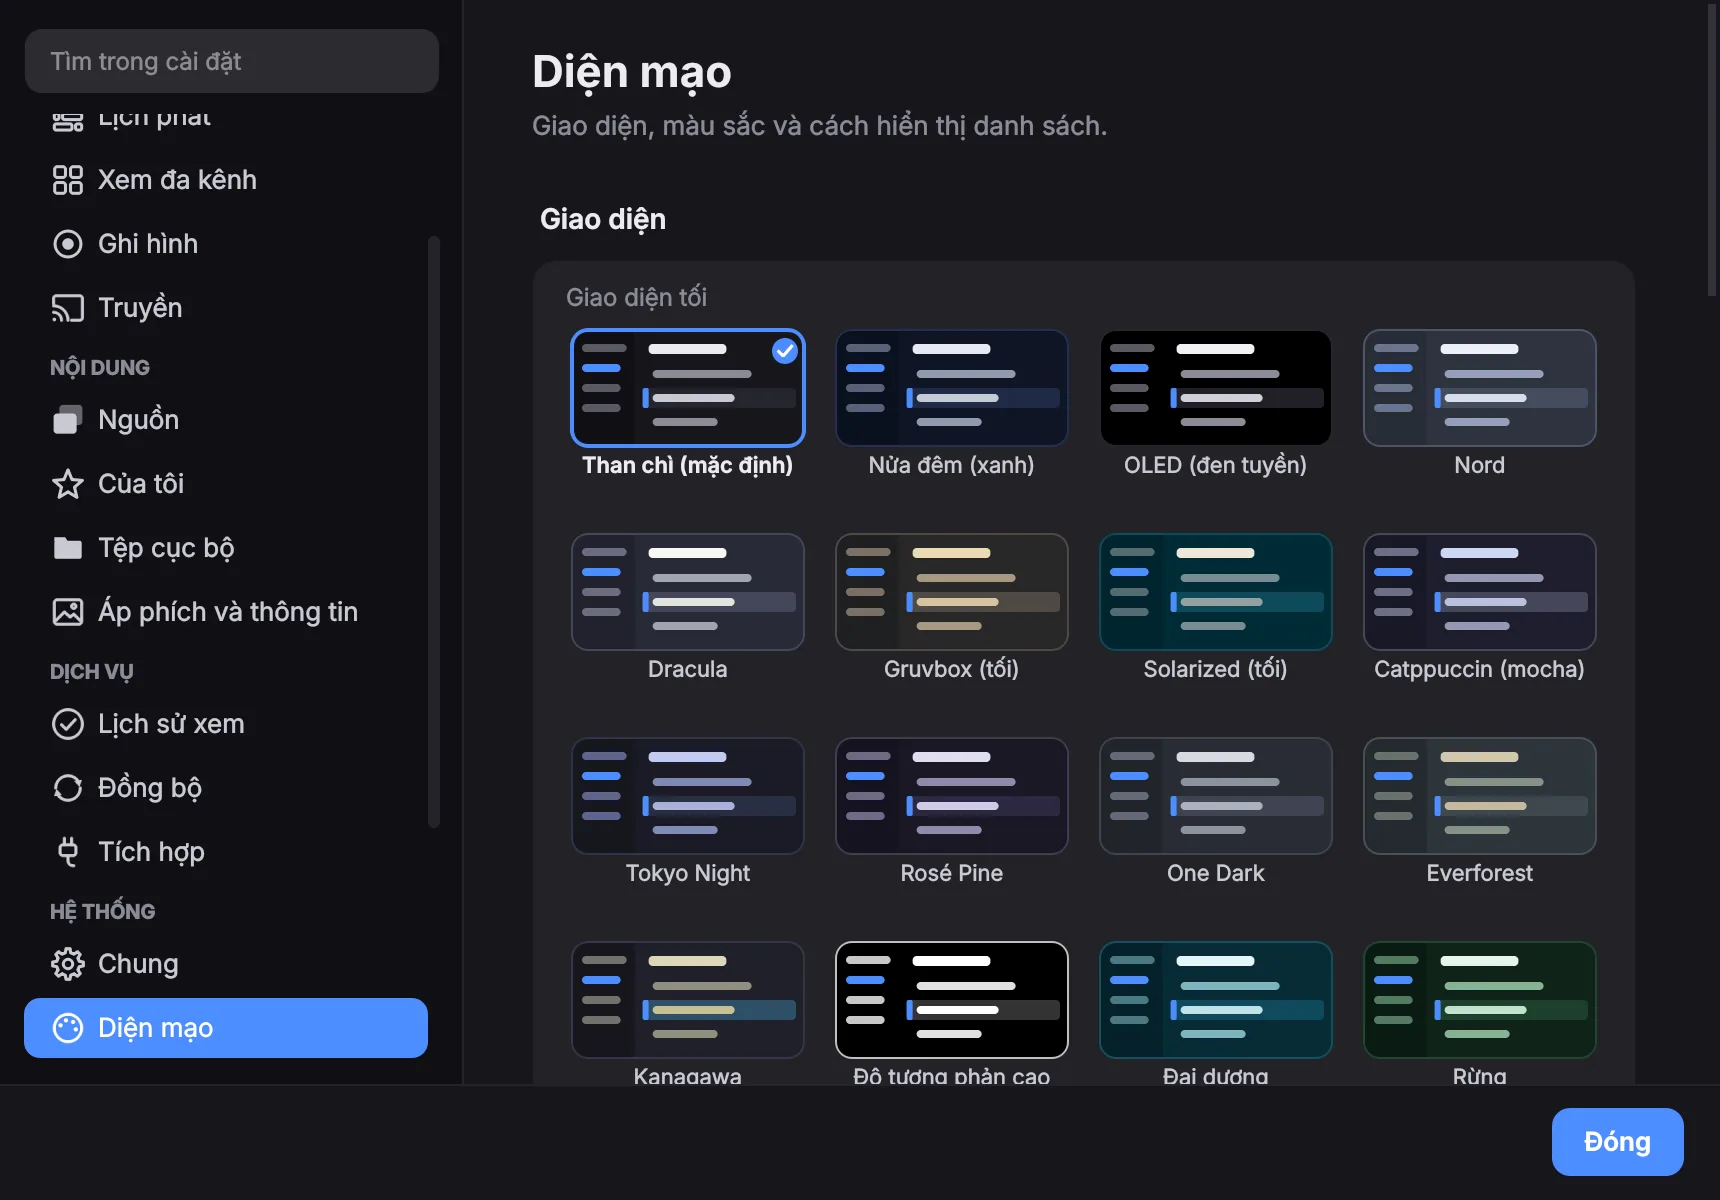 Tìm trong cài đặt
Lịch phát
Xem đa kênh
Ghi hình
Truyền
NỘI DUNG
Nguồn
Của tôi
Tệp cục bộ
Áp phích và thông tin
DỊCH VỤ
Lịch sử xem
Đồng bộ
Tích hợp
HỆ THỐNG
Chung
Diện mạo
Diện mạo
Giao diện, màu sắc và cách hiển thị danh sách.
Giao diện
Giao diện tối
Than chì (mặc định)
Nửa đêm (xanh)
OLED (đen tuyền)
Nord
Dracula
Gruvbox (tối)
Solarized (tối)
Catppuccin (mocha)
Tokyo Night
Rosé Pine
One Dark
Everforest
Kanagawa
Độ tương phản cao
Đại dương
Rừng
Đóng